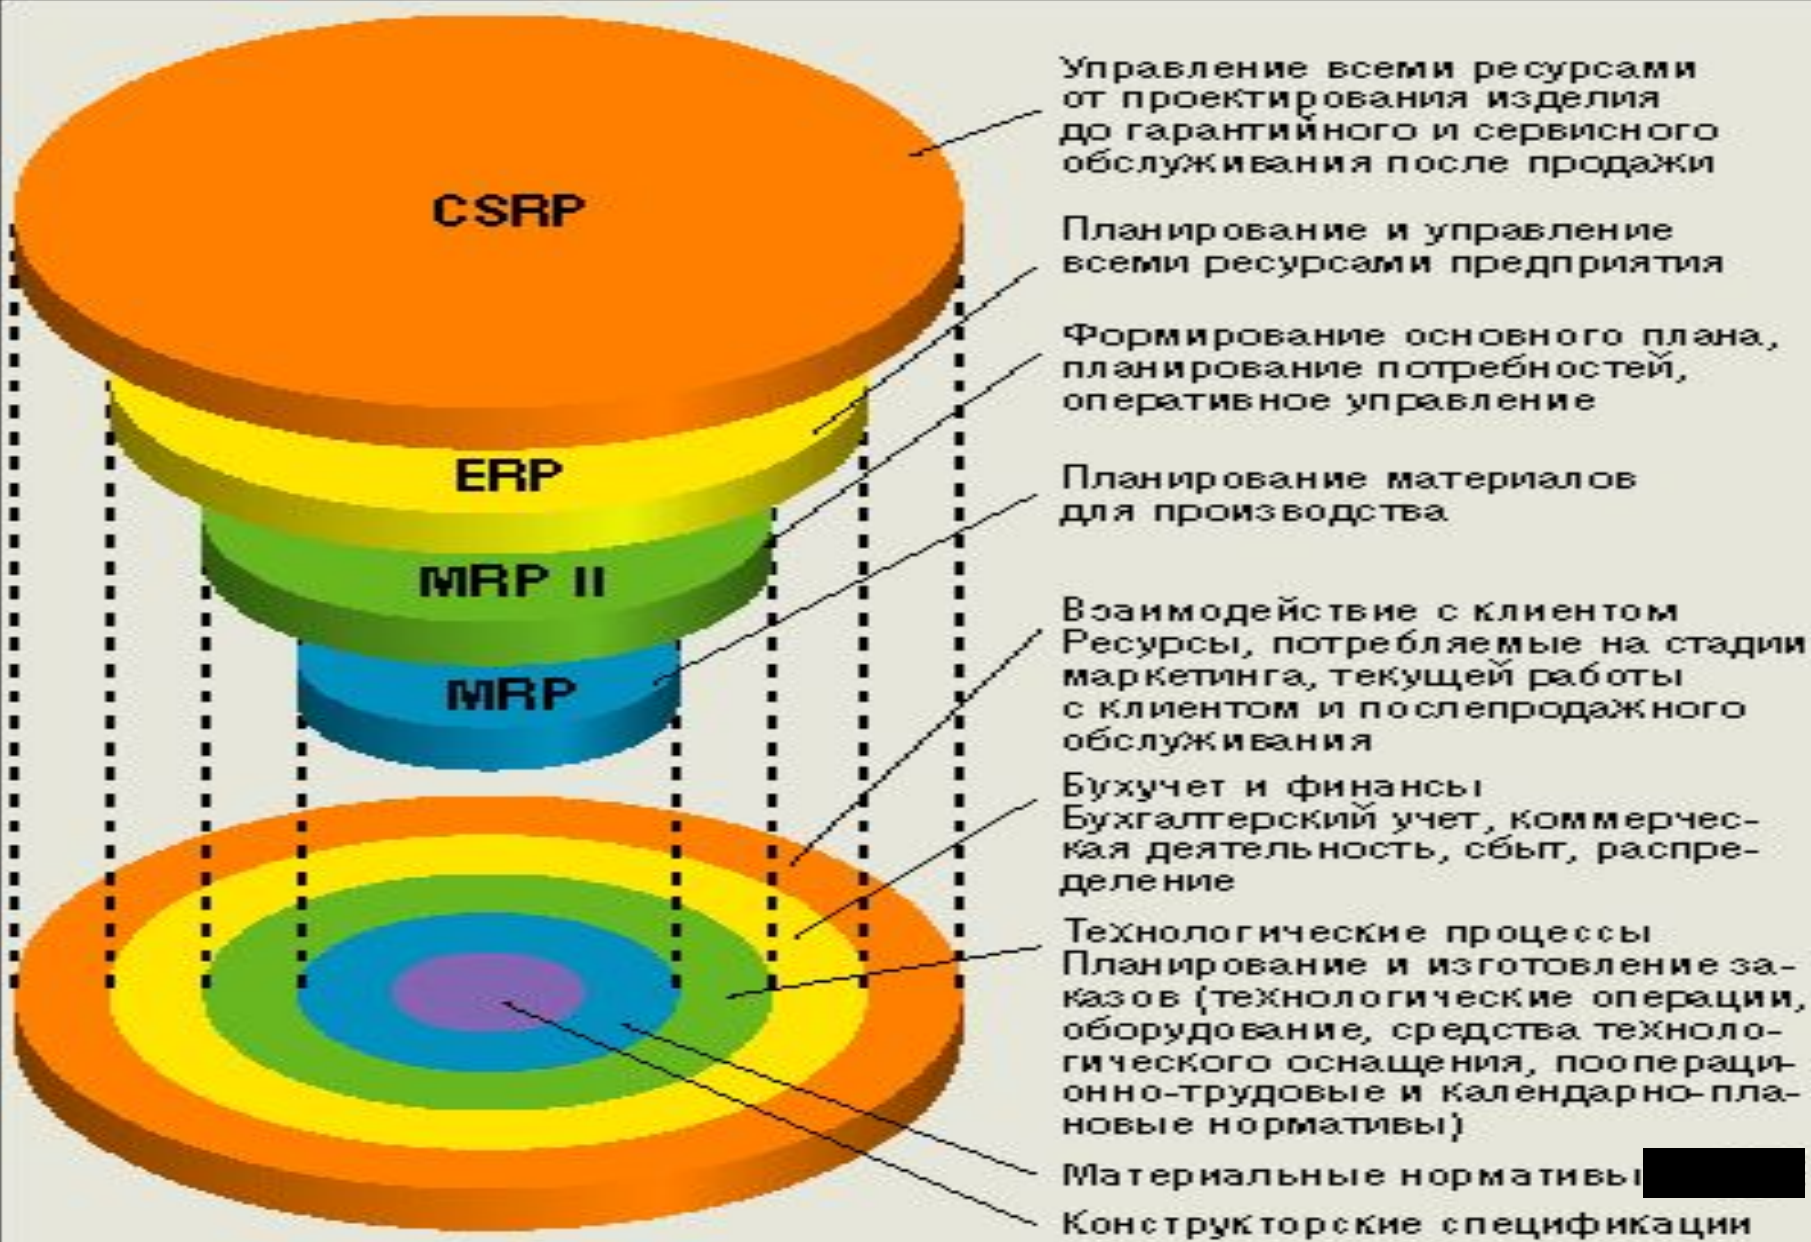 CSRP
ERP
MRP II
MRP
Управление всеми ресурсами
от проектирования изделия
до гарантийного и сервисного
обслуживания после продажи
Планирование и управление
всеми ресурсами предприятия
Формирование основного плана,
планирование потребностей,
оперативное управление
Планирование материалов
для производства
Взаимодействие с клиентом
Ресурсы, потребляемые на стадии
маркетинга, текущей работы
с клиентом и послепродажного
обслуживания
Бухучет и финансы
Бухгалтерский учет, коммерчес-
кая деятельность, сбыт, распре-
деление
Технологические процессы
Планирование и изготовление за-
казов (технологические операции,
оборудование, средства техноло-
гического оснащения, поопераци-
онно-трудовые и календарно-пла-
новые нормативы)
Материальные нормативы
Конструкторские спецификации